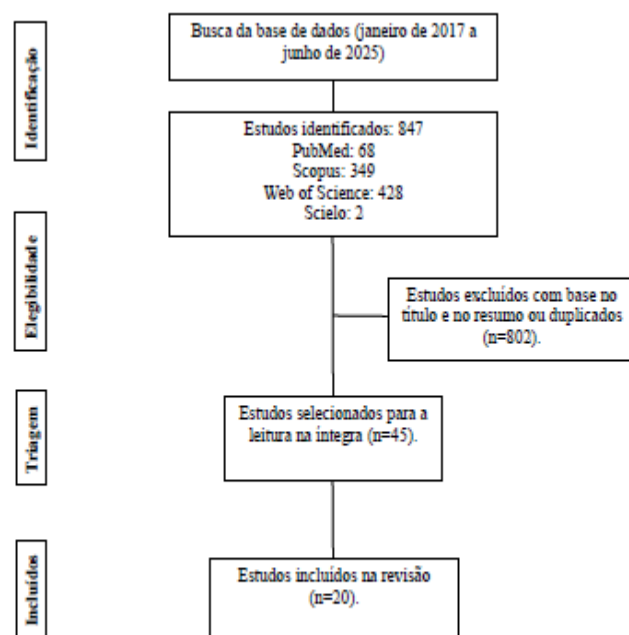 Identificação
Busca da base de dados (janeiro de 2017 a
junho de 2025)
Estudos identificados: 847
PubMed: 68
Scopus: 349
Web of Science: 428
Scielo: 2
Elegibilidade
Estudos excluídos com base no
título e no resumo ou duplicados
(n=802).
Triagem
Estudos selecionados para a
leitura na íntegra (n=45).
Incluídos
Estudos incluídos na revisão
(n=20).